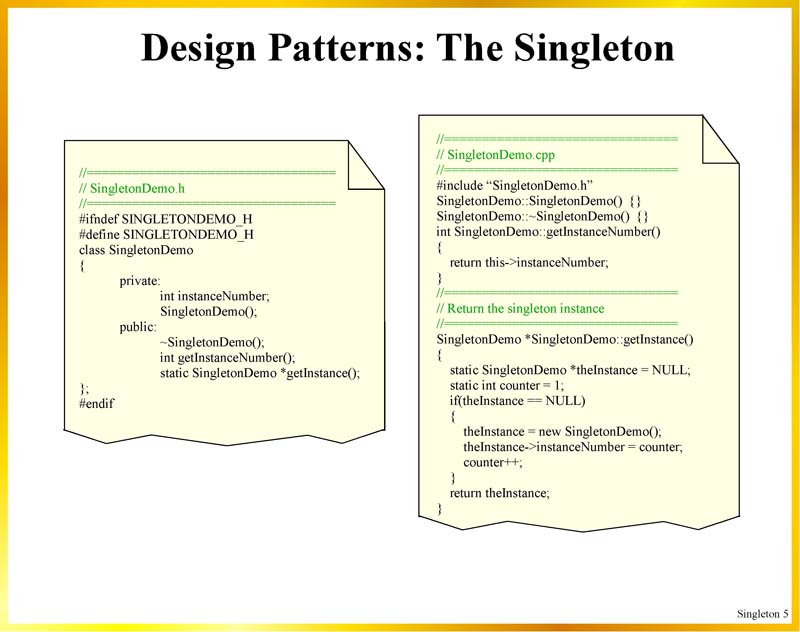 Design Patterns: The Singleton
//=================================
// SingletonDemo.h
//=================================
#ifndef SINGLETONDEMO_H
#define SINGLETONDEMO_H
class SingletonDemo
{
private:
int instanceNumber;
SingletonDemo();
public:
~SingletonDemo();
int getInstanceNumber();
static SingletonDemo *getInstance();
};
#endif
//===============================
// SingletonDemo.cpp
//===============================
#include “SingletonDemo.h”
SingletonDemo::SingletonDemo() {}
SingletonDemo::~SingletonDemo() {}
int SingletonDemo::getInstanceNumber()
{
return this->instanceNumber;
}
//===============================
// Return the singleton instance
//===============================
SingletonDemo *SingletonDemo::getInstance()
{
static SingletonDemo *theInstance = NULL;
static int counter = 1;
if(theInstance == NULL)
{
theInstance = new SingletonDemo();
theInstance->instanceNumber = counter;
counter++;
}
return theInstance;
}
Singleton 5